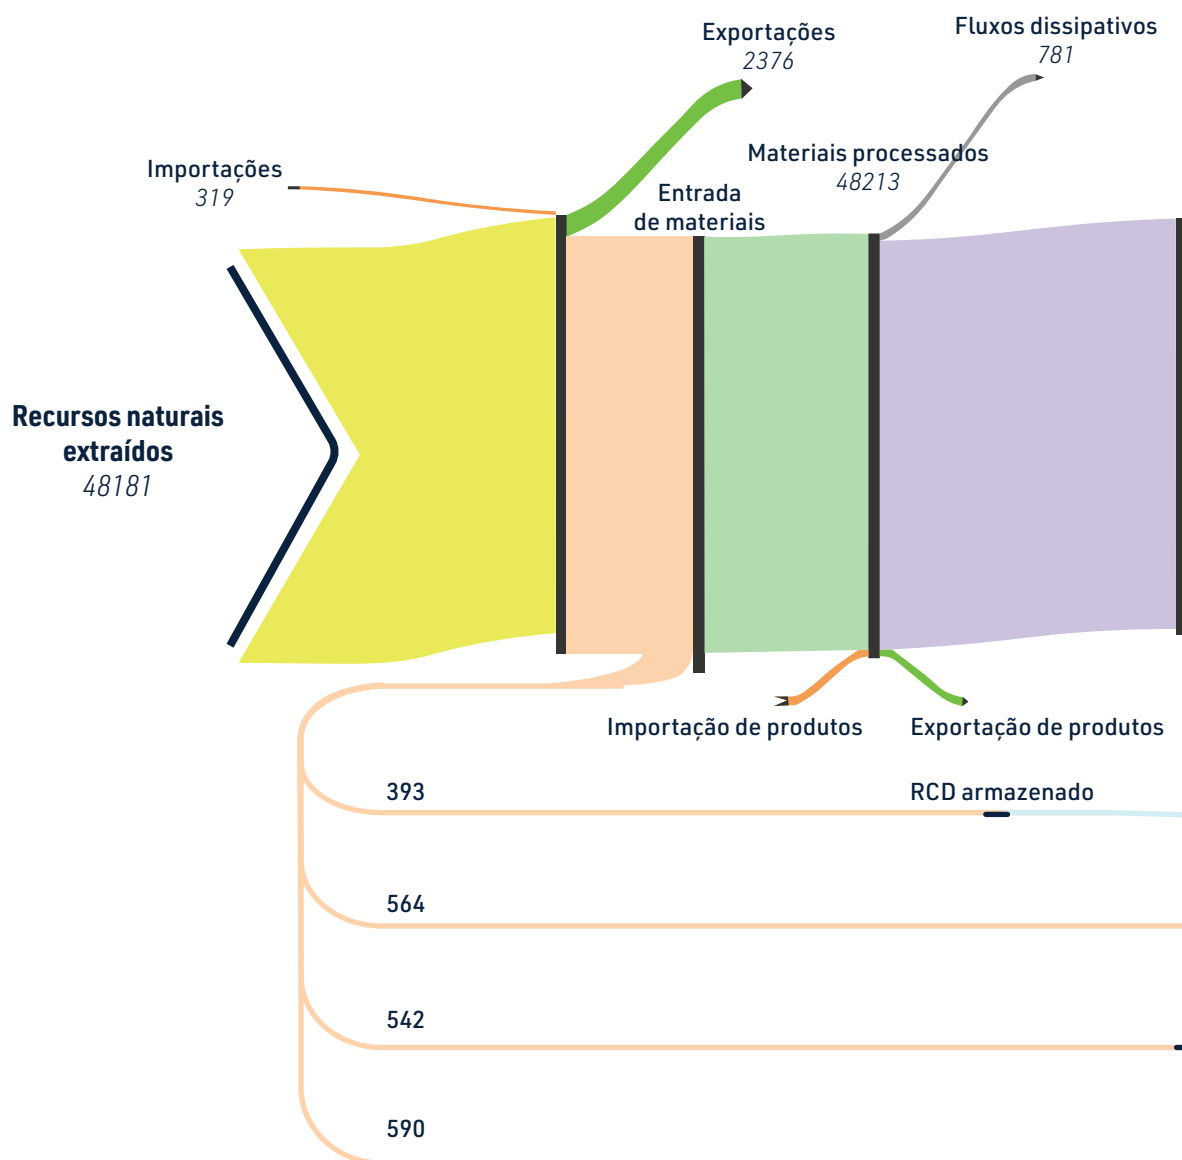 Exportações
2376
Fluxos dissipativos
781
Importações
319
Materiais processados
48213
Entrada
de materiais
Recursos naturais
extraídos
48181
Importação de produtos
Exportação de produtos
393
RCD armazenado
564
542
590